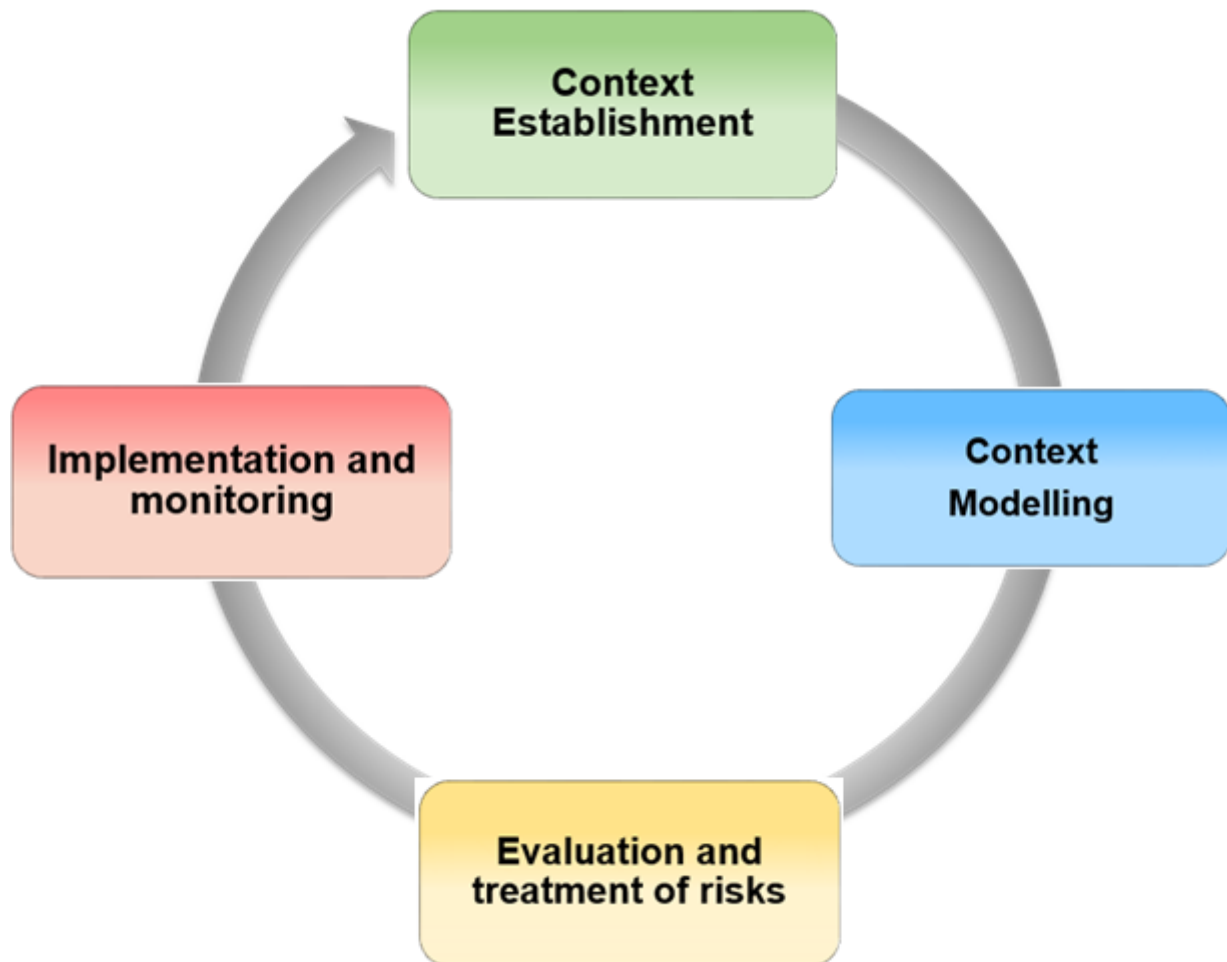 Context
Establishment
Context
Modelling
Evaluation and
treatment of risks
Implementation and
monitoring